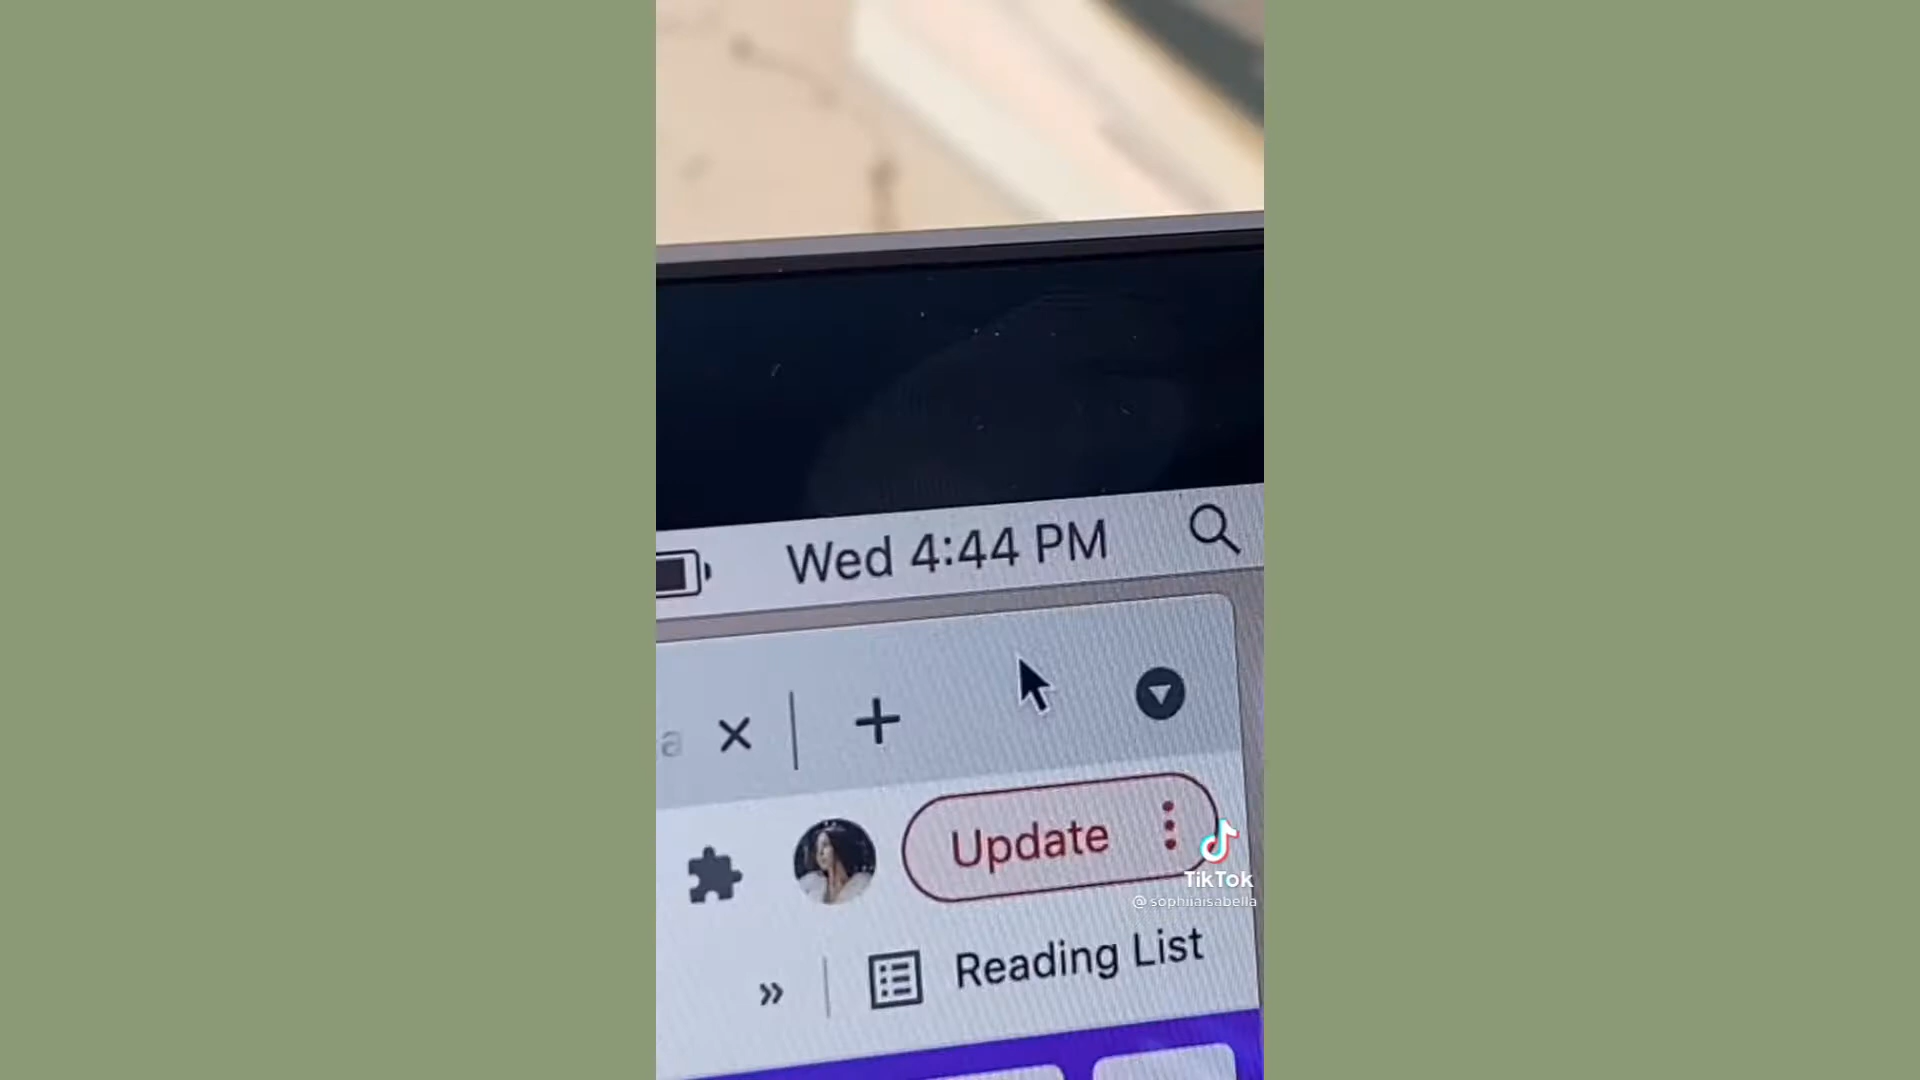 Wed 4:44 PM
a
Update
TikTok
@sophiiaisabella
Reading List